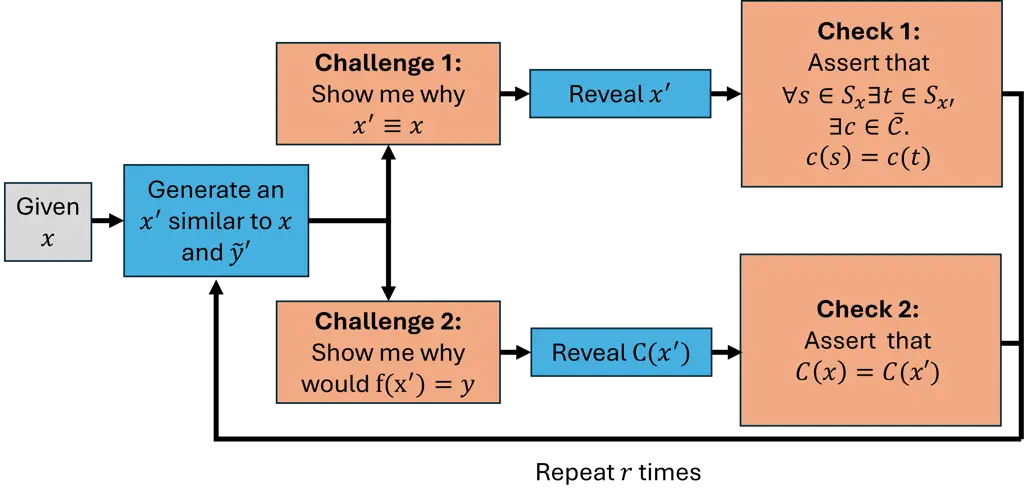 Given
x
Generate an
x′ similar to x
and ỹ′
Challenge 1:
Show me why
x′ ≡ x
Reveal x′
Check 1:
Assert that
∀s ∈ Sₓ∃t ∈ Sₓ′
∃c ∈ 𝒞̄.
c(s) = c(t)
Challenge 2:
Show me why
would f(x′) = y
Reveal C(x′)
Check 2:
Assert that
C(x) = C(x′)
Repeat r times